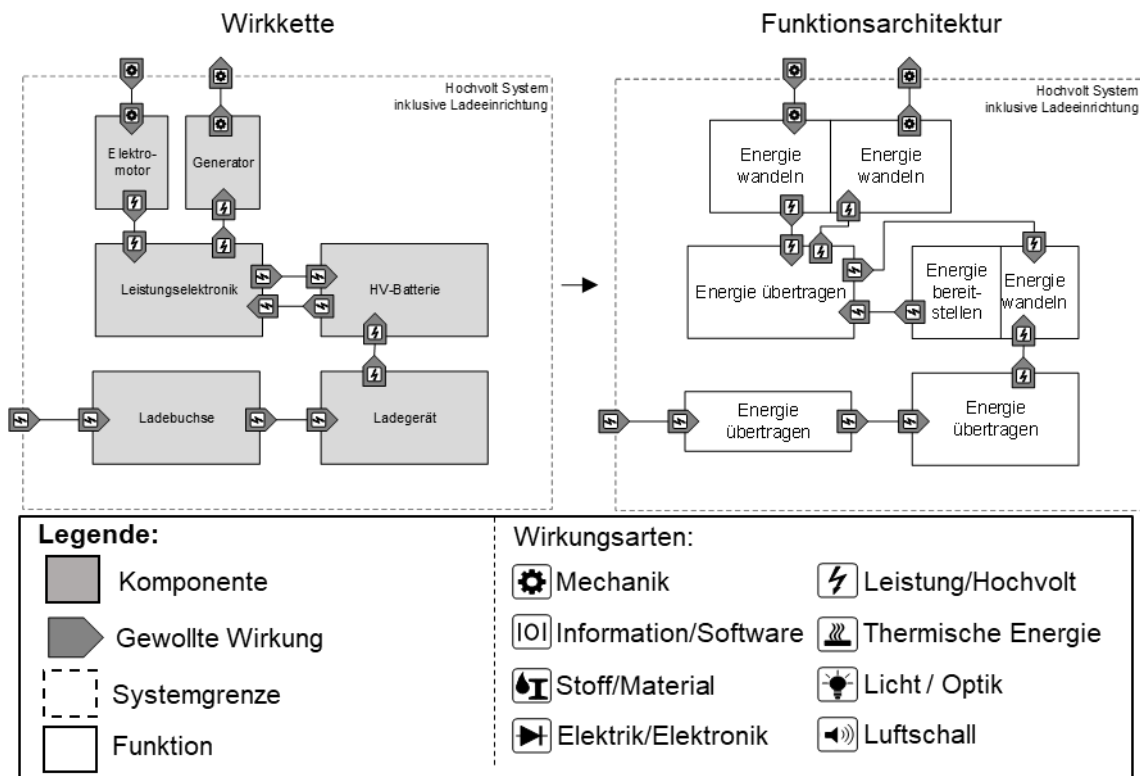 Wirkkette
Funktionsarchitektur
Hochvolt System
inklusive Ladeeinrichtung
Elektro-
motor
Generator
Leistungselektronik
HV-Batterie
Ladebuchse
Ladegerät
Hochvolt System
inklusive Ladeeinrichtung
Energie
wandeln
Energie
wandeln
Energie übertragen
Energie
bereit-
stellen
Energie
wandeln
Energie
übertragen
Energie
übertragen
Legende:
Komponente
Gewollte Wirkung
Systemgrenze
Funktion
Wirkungsarten:
Mechanik
IOI Information/Software
Stoff/Material
Elektrik/Elektronik
Leistung/Hochvolt
Thermische Energie
Licht / Optik
Luftschall